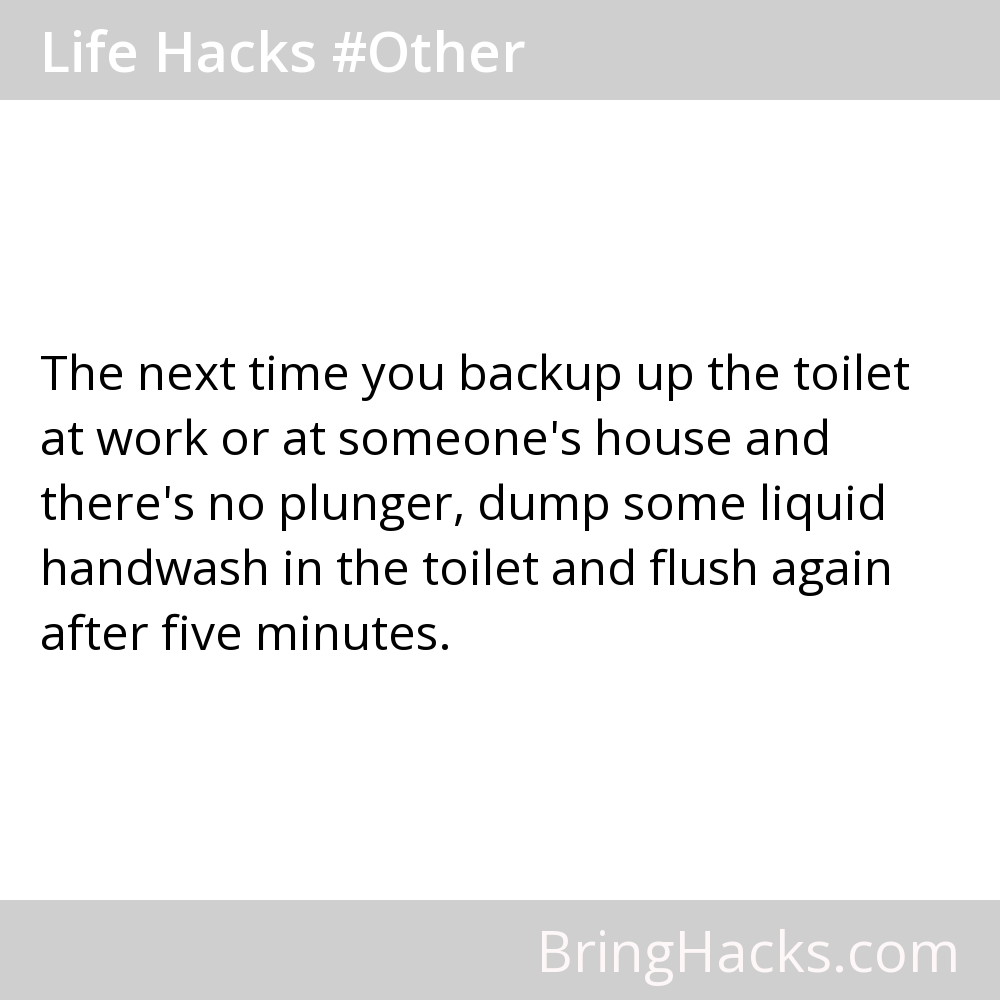 Life Hacks #Other
The next time you backup up the toilet
at work or at someone's house and
there's no plunger, dump some liquid
handwash in the toilet and flush again
after five minutes.
BringHacks.com